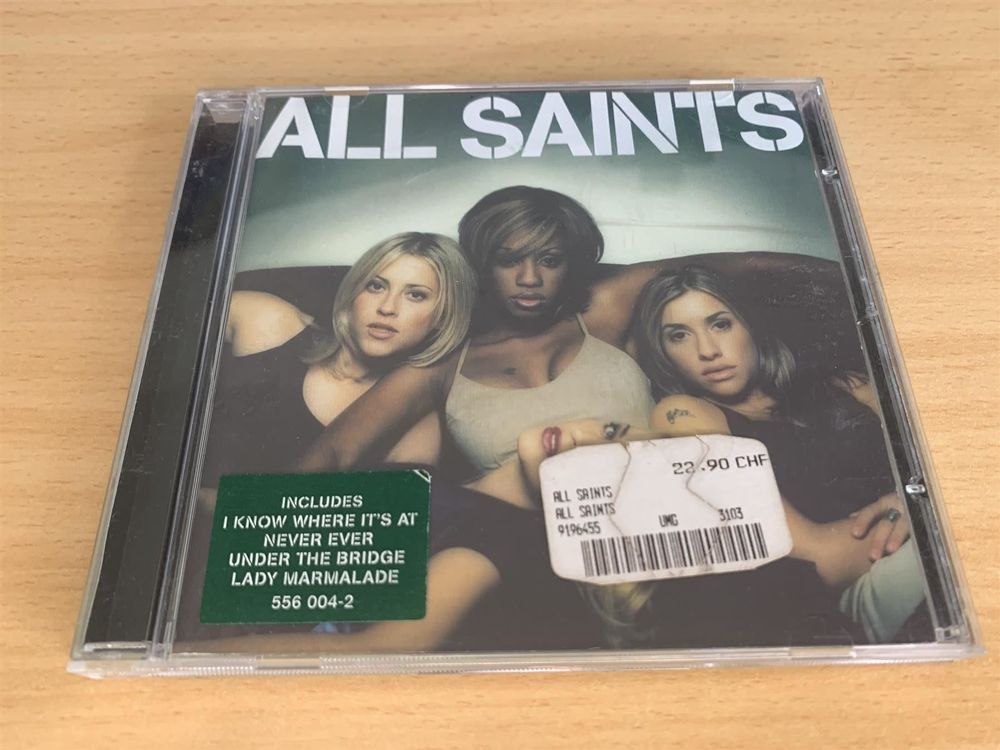 ALL SAINTS
INCLUDES
I KNOW WHERE IT'S AT
NEVER EVER
UNDER THE BRIDGE
LADY MARMALADE
556 004-2
22.90 CHF
ALL SAINTS
ALL SAINTS
9196455 UMG 3103